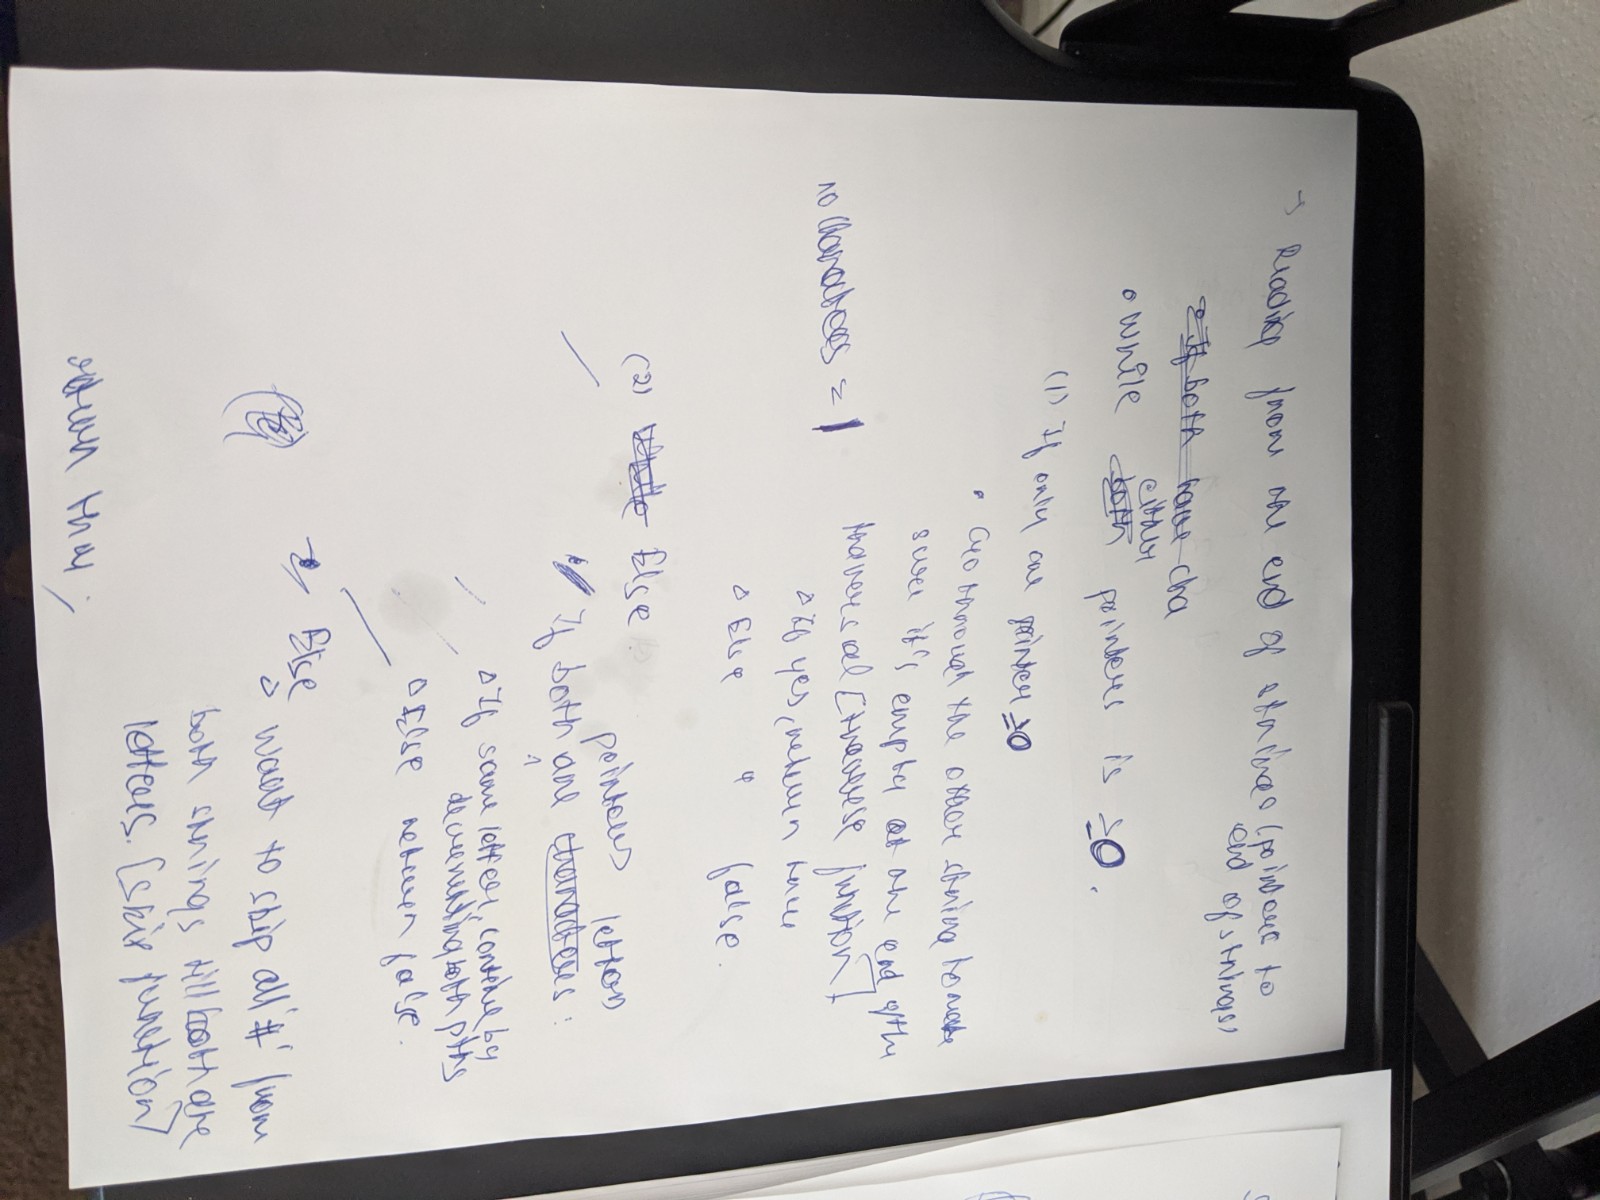 → Reading from the end of strings (pointers to
end of strings)
◦ If both have cha
◦ While both either pointers is ≥0.
(1) If only one pointer ≥0
• Go through the other string to make
sure it's empty at the end of the
traversal [traverse function]
no Characters = 1
△ If yes, return true
△ Else " false.
(2) Else
pointers letters
If both are characters :
△ If same letter, continue by
decrementing both ptrs
△ Else return false.
Else
△ want to skip all '#' from
both strings till both are
letters. [skip function]
return true;